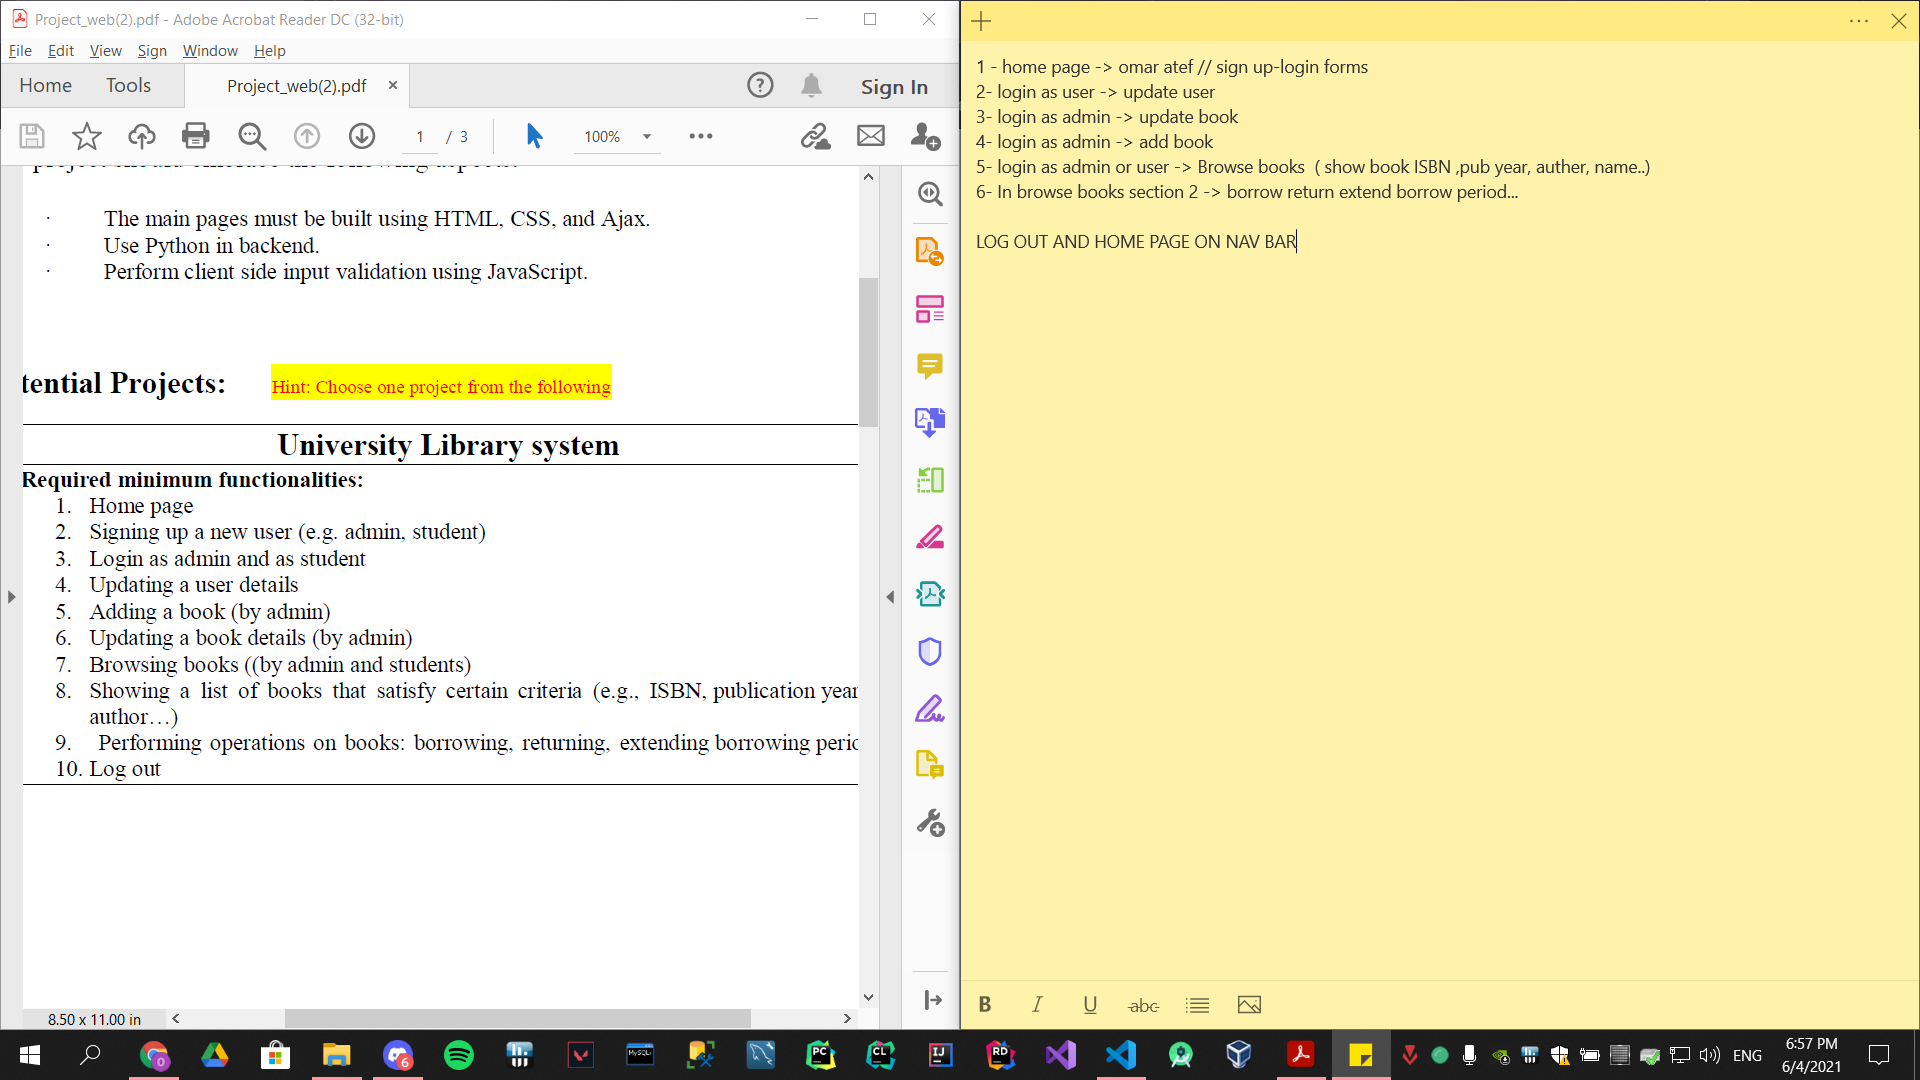 Project_web(2).pdf - Adobe Acrobat Reader DC (32-bit)
File Edit View Sign Window Help
Home Tools Project_web(2).pdf × Sign In
1 / 3 100%
· The main pages must be built using HTML, CSS, and Ajax.
· Use Python in backend.
· Perform client side input validation using JavaScript.
tential Projects: Hint: Choose one project from the following
University Library system
Required minimum functionalities:
1. Home page
2. Signing up a new user (e.g. admin, student)
3. Login as admin and as student
4. Updating a user details
5. Adding a book (by admin)
6. Updating a book details (by admin)
7. Browsing books ((by admin and students)
8. Showing a list of books that satisfy certain criteria (e.g., ISBN, publication year
author…)
9. Performing operations on books: borrowing, returning, extending borrowing perio
10. Log out
8.50 x 11.00 in
1 - home page -> omar atef // sign up-login forms
2- login as user -> update user
3- login as admin -> update book
4- login as admin -> add book
5- login as admin or user -> Browse books ( show book ISBN ,pub year, auther, name..)
6- In browse books section 2 -> borrow return extend borrow period...
LOG OUT AND HOME PAGE ON NAV BAR
B I U abc
O 6 MySQL PC CL IJ RD ENG
6:57 PM
6/4/2021